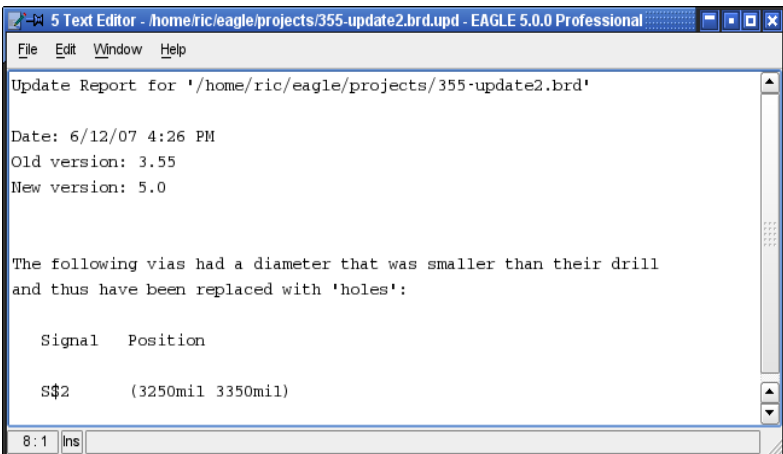 5 Text Editor - /home/ric/eagle/projects/355-update2.brd.upd - EAGLE 5.0.0 Professional
File Edit Window Help
Update Report for '/home/ric/eagle/projects/355-update2.brd'
Date: 6/12/07 4:26 PM
Old version: 3.55
New version: 5.0
The following vias had a diameter that was smaller than their drill
and thus have been replaced with 'holes':
Signal Position
S$2 (3250mil 3350mil)
8:1 Ins